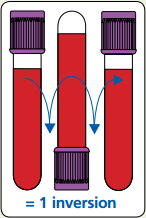 = 1 inversion